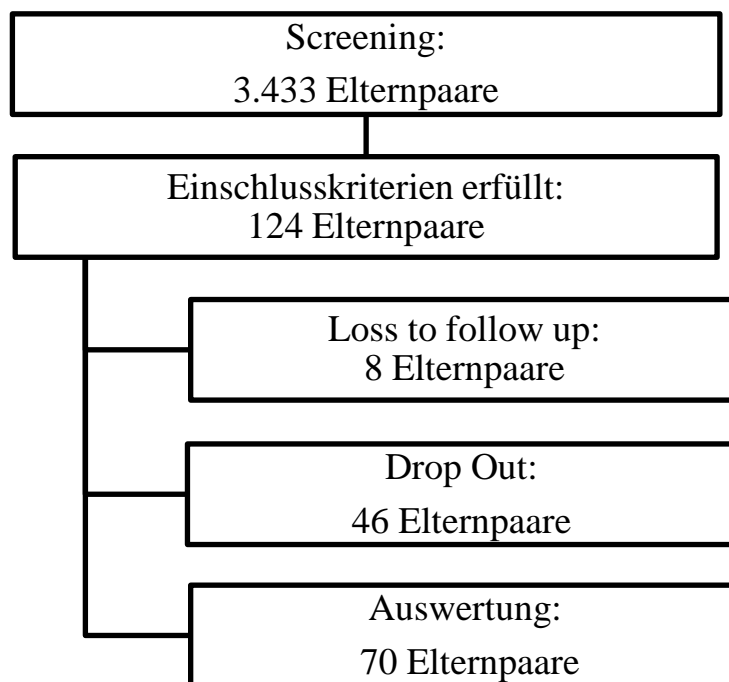 Screening:
3.433 Elternpaare
Einschlusskriterien erfüllt:
124 Elternpaare
Loss to follow up:
8 Elternpaare
Drop Out:
46 Elternpaare
Auswertung:
70 Elternpaare